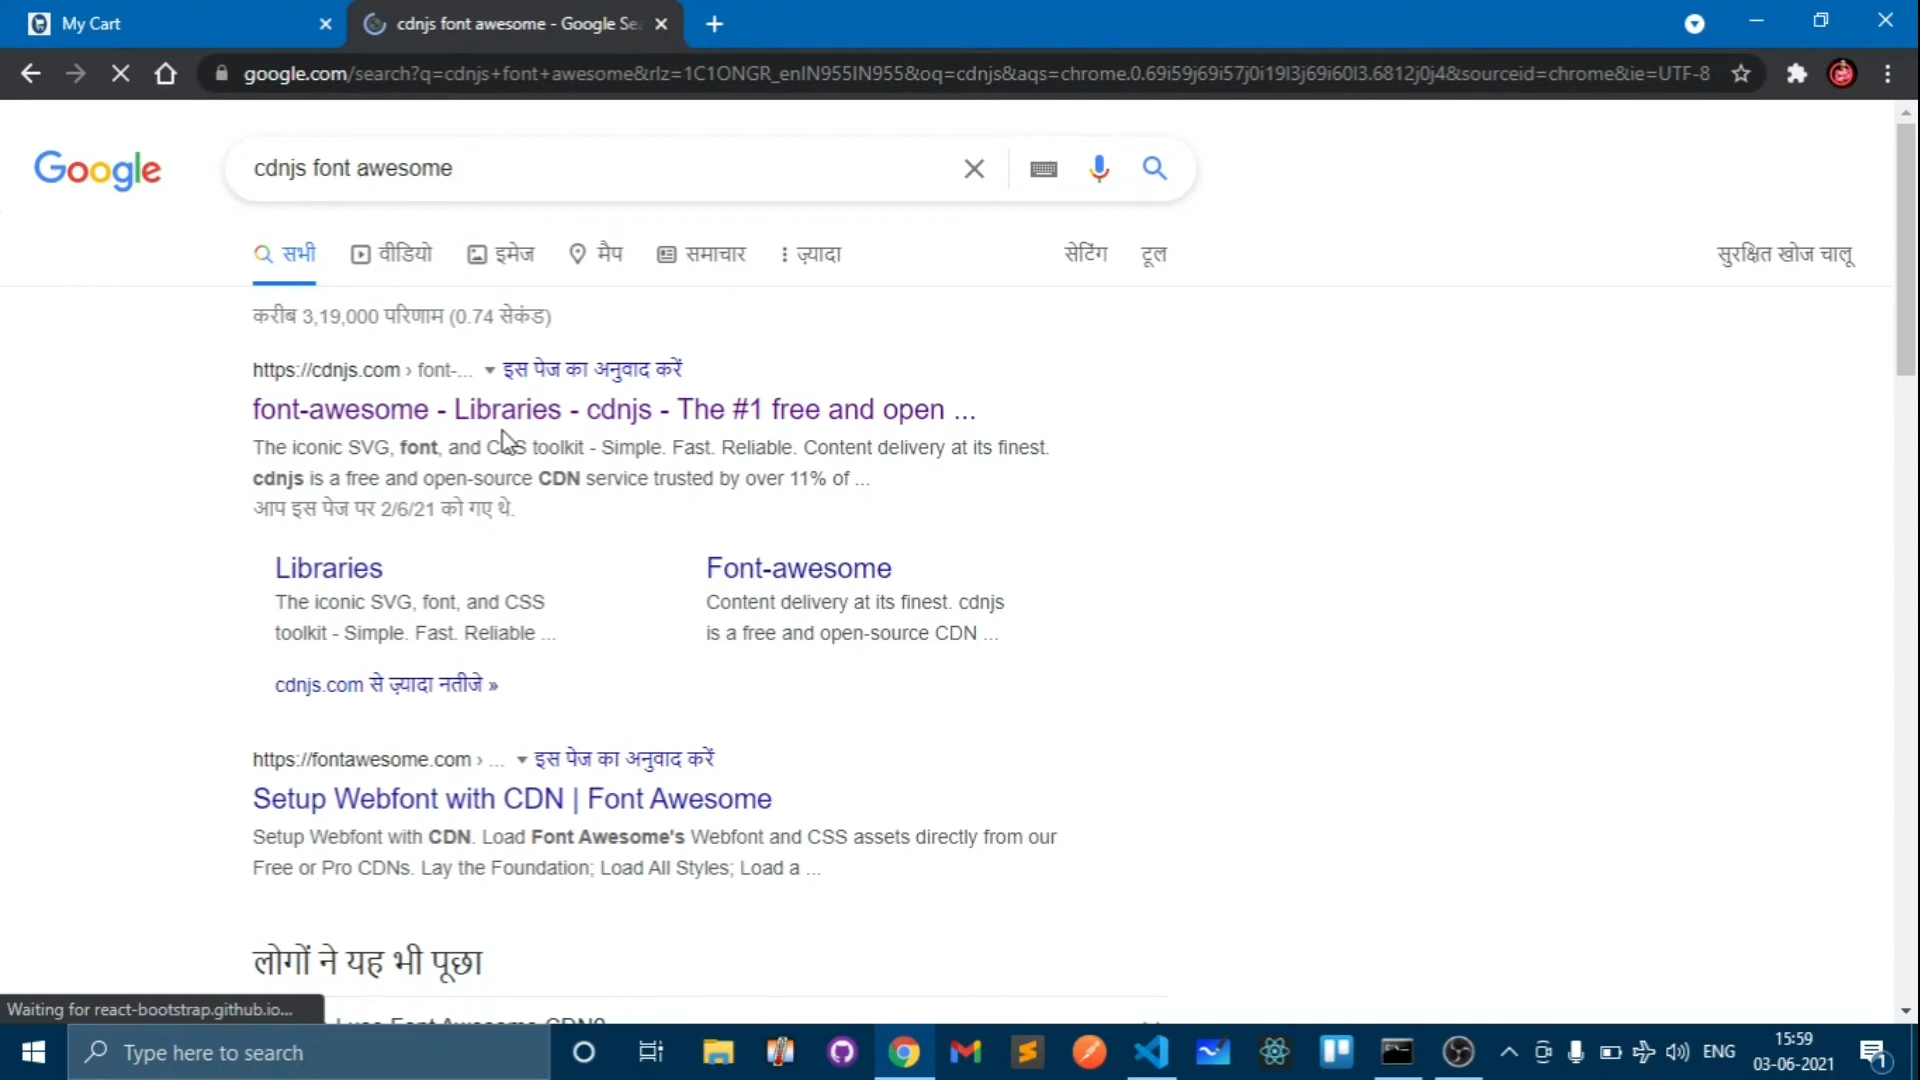 My Cart
cdnjs font awesome - Google Se
google.com/search?q=cdnjs+font+awesome&rlz=1C1ONGR_enIN955IN955&oq=cdnjs&aqs=chrome.0.69i59j69i57j0i19l3j69i60l3.6812j0j4&sourceid=chrome&ie=UTF-8
Google
cdnjs font awesome
सभी वीडियो इमेज मैप समाचार ज़्यादा सेटिंग टूल सुरक्षित खोज चालू
करीब 3,19,000 परिणाम (0.74 सेकंड)
https://cdnjs.com › font-... इस पेज का अनुवाद करें
font-awesome - Libraries - cdnjs - The #1 free and open ...
The iconic SVG, font, and CSS toolkit - Simple. Fast. Reliable. Content delivery at its finest.
cdnjs is a free and open-source CDN service trusted by over 11% of ...
आप इस पेज पर 2/6/21 को गए थे.
Libraries
The iconic SVG, font, and CSS
toolkit - Simple. Fast. Reliable ...
Font-awesome
Content delivery at its finest. cdnjs
is a free and open-source CDN ...
cdnjs.com से ज़्यादा नतीजे »
https://fontawesome.com › ... इस पेज का अनुवाद करें
Setup Webfont with CDN | Font Awesome
Setup Webfont with CDN. Load Font Awesome's Webfont and CSS assets directly from our
Free or Pro CDNs. Lay the Foundation; Load All Styles; Load a ...
लोगों ने यह भी पूछा
Waiting for react-bootstrap.github.io...
I use Font Awesome CDN?
Type here to search
ENG
15:59
03-06-2021
1